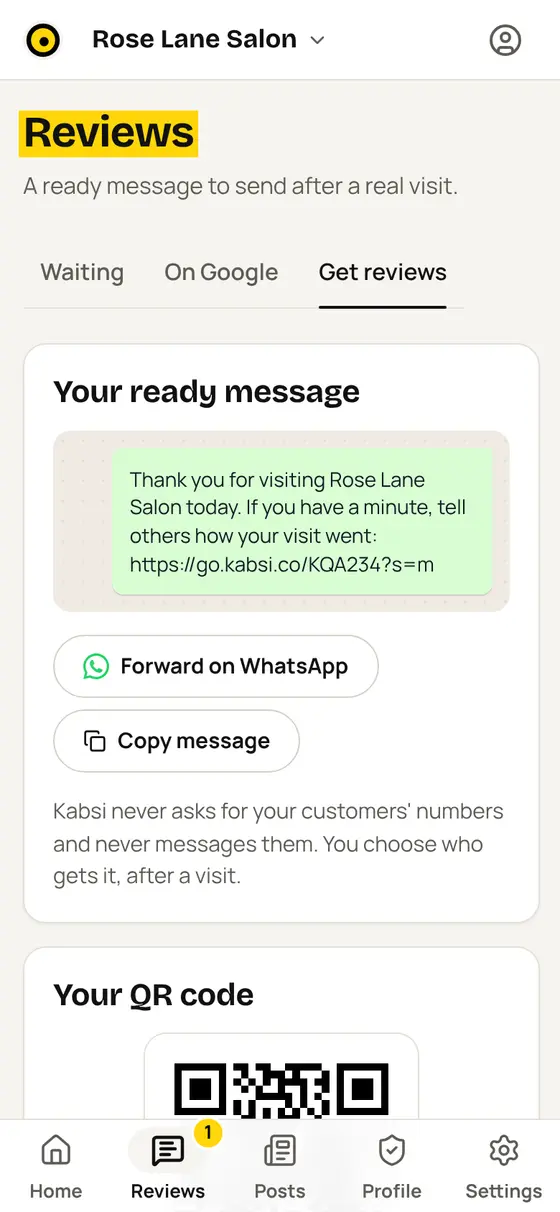 Rose Lane Salon
Reviews
A ready message to send after a real visit.
Waiting
On Google
Get reviews
Your ready message
Thank you for visiting Rose Lane
Salon today. If you have a minute, tell
others how your visit went:
https://go.kabsi.co/KQA234?s=m
Forward on WhatsApp
Copy message
Kabsi never asks for your customers' numbers
and never messages them. You choose who
gets it, after a visit.
Your QR code
1
Home
Reviews
Posts
Profile
Settings